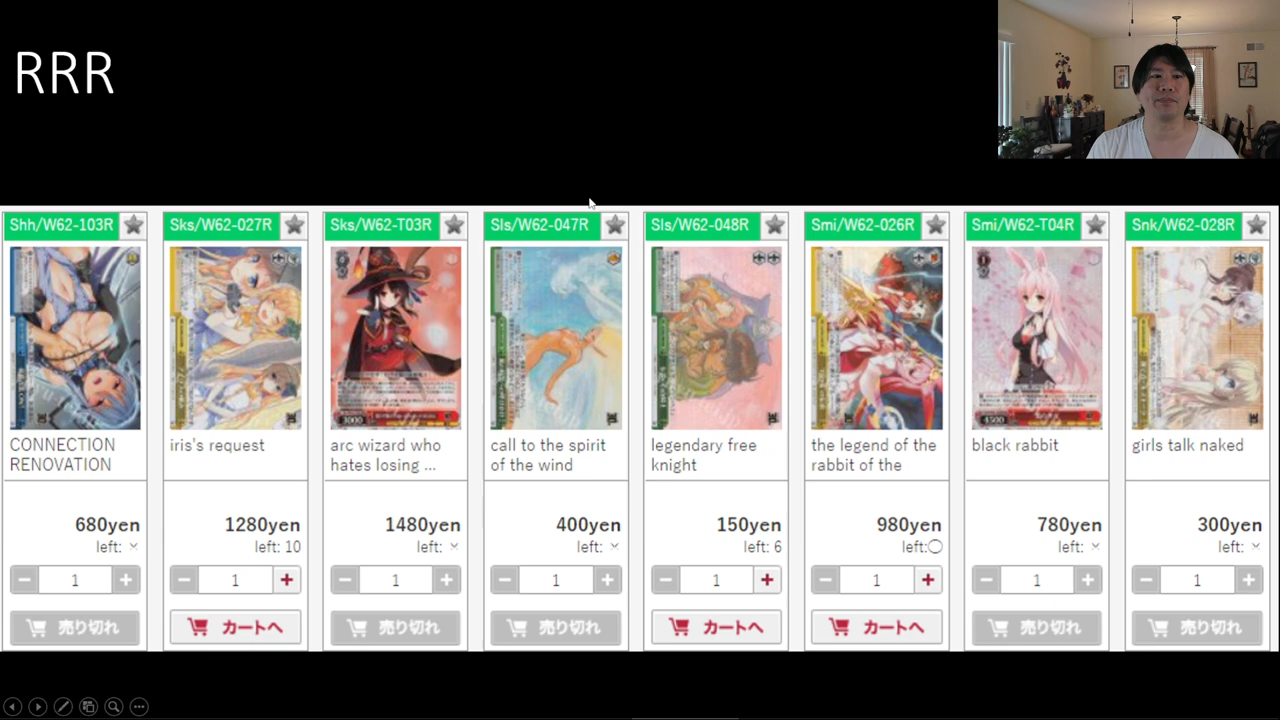 RRR
Shh/W62-103R
Sks/W62-027R
Sks/W62-T03R
Sls/W62-047R
Sls/W62-048R
Smi/W62-026R
Smi/W62-T04R
Snk/W62-028R
3000
4500
CONNECTION
RENOVATION
iris's request
arc wizard who
hates losing ...
call to the spirit
of the wind
legendary free
knight
the legend of the
rabbit of the
black rabbit
girls talk naked
680yen
1280yen
1480yen
400yen
150yen
980yen
780yen
300yen
left: ×
left: 10
left: ×
left: ×
left: 6
left:◯
left: ×
left: ×
− 1 +
− 1 +
− 1 +
− 1 +
− 1 +
− 1 +
− 1 +
− 1 +
売り切れ
カートへ
売り切れ
売り切れ
カートへ
カートへ
売り切れ
売り切れ